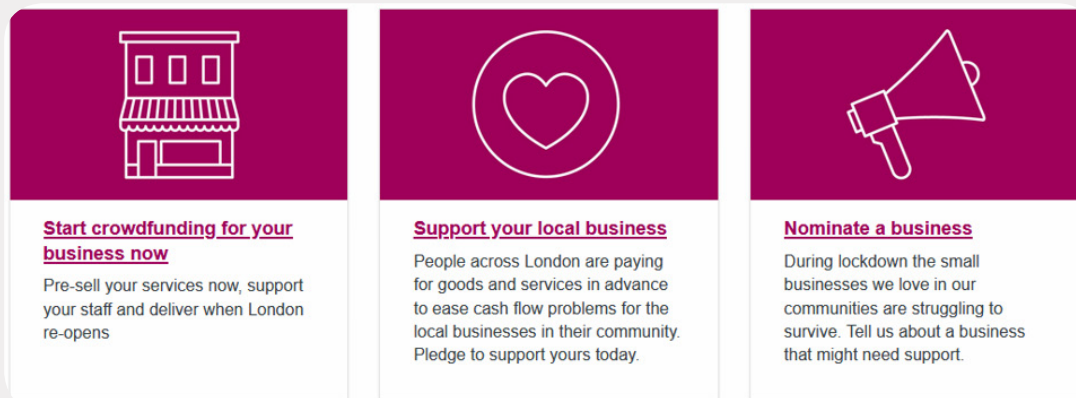 Start crowdfunding for your
business now
Pre-sell your services now, support
your staff and deliver when London
re-opens
Support your local business
People across London are paying
for goods and services in advance
to ease cash flow problems for the
local businesses in their community.
Pledge to support yours today.
Nominate a business
During lockdown the small
businesses we love in our
communities are struggling to
survive. Tell us about a business
that might need support.